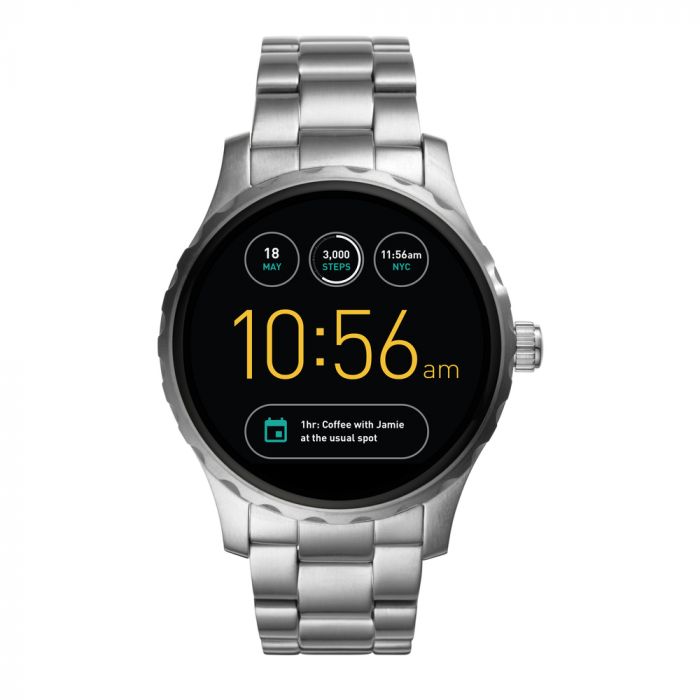 18
MAY
3,000
STEPS
11:56am
NYC
10:56am
1hr: Coffee with Jamie
at the usual spot